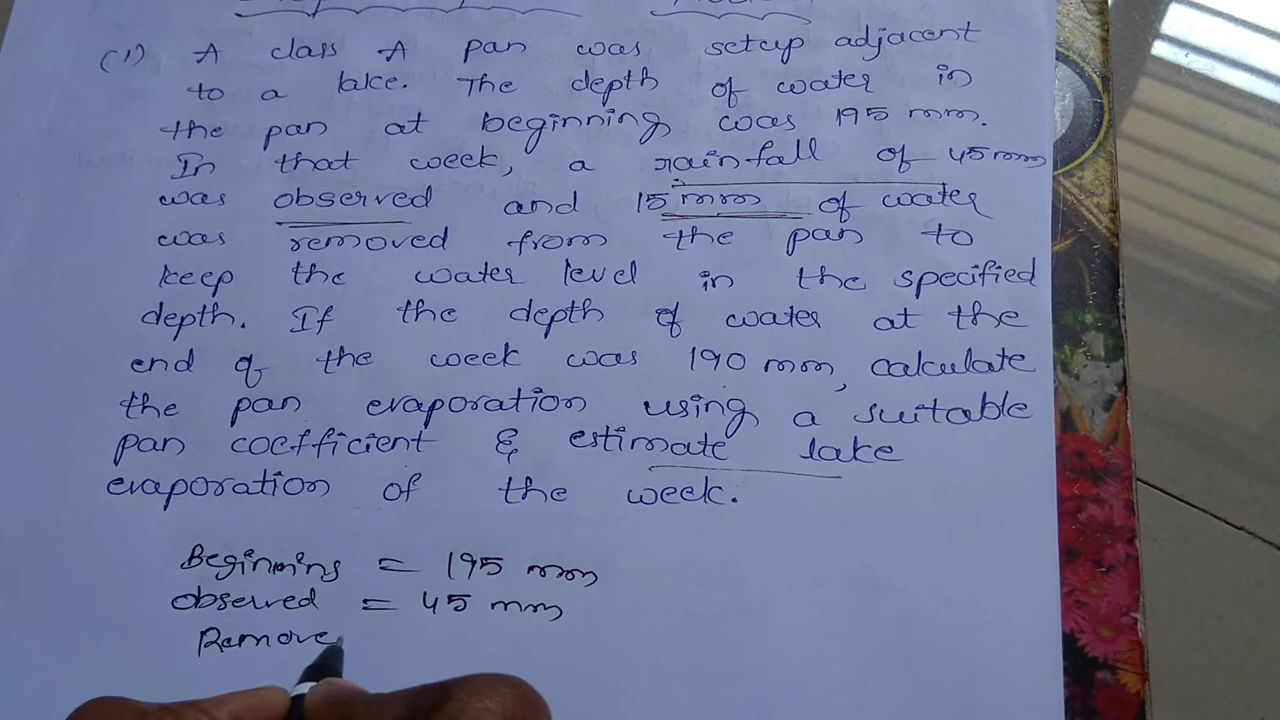 (1) A class A pan was setup adjacent
to a lake. The depth of water in
the pan at beginning was 195 mm.
In that week, a rainfall of 45 mm
was observed and 15 mm of water
was removed from the pan to
keep the water level in the specified
depth. If the depth of water at the
end of the week was 190 mm, calculate
the pan evaporation using a suitable
pan coefficient & estimate lake
evaporation of the week.
Beginning = 195 mm
Observed = 45 mm
Remove